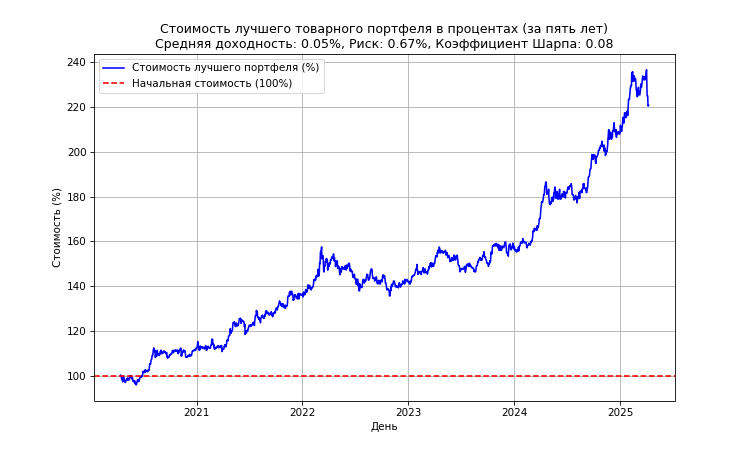 Стоимость лучшего товарного портфеля в процентах (за пять лет)
Средняя доходность: 0.05%, Риск: 0.67%, Коэффициент Шарпа: 0.08
Стоимость лучшего портфеля (%)
Начальная стоимость (100%)
Стоимость (%)
240
220
200
180
160
140
120
100
2021
2022
2023
2024
2025
День